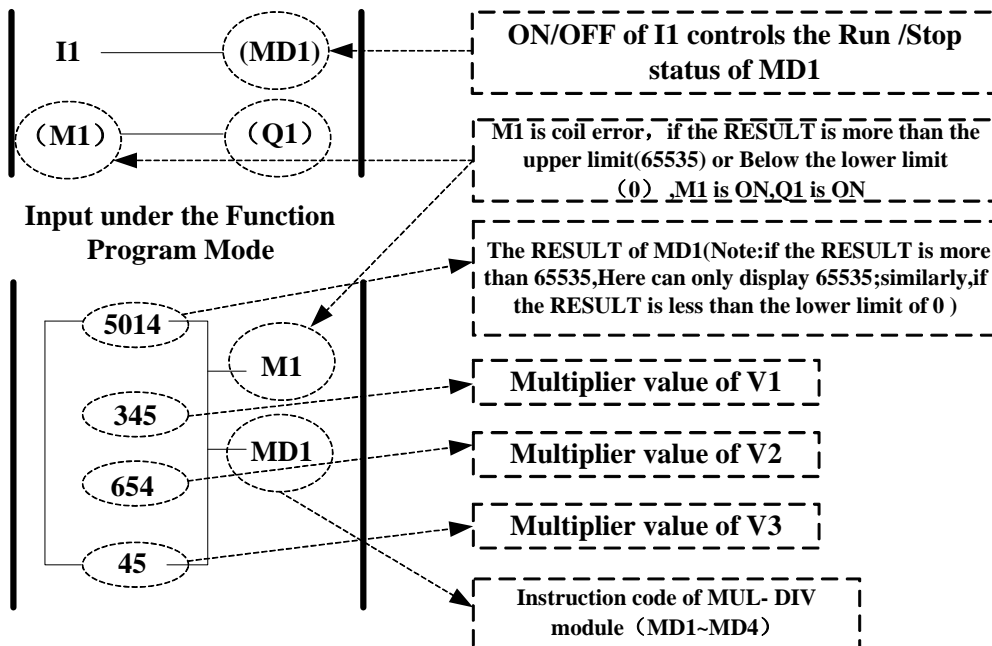 I1 (MD1)
（M1） （Q1）
Input under the Function
Program Mode
5014
M1
345
MD1
654
45
ON/OFF of I1 controls the Run /Stop
status of MD1
M1 is coil error，if the RESULT is more than the
upper limit(65535) or Below the lower limit
（0）,M1 is ON,Q1 is ON
The RESULT of MD1(Note:if the RESULT is more
than 65535,Here can only display 65535;similarly,if
the RESULT is less than the lower limit of 0 )
Multiplier value of V1
Multiplier value of V2
Multiplier value of V3
Instruction code of MUL- DIV
module（MD1~MD4）